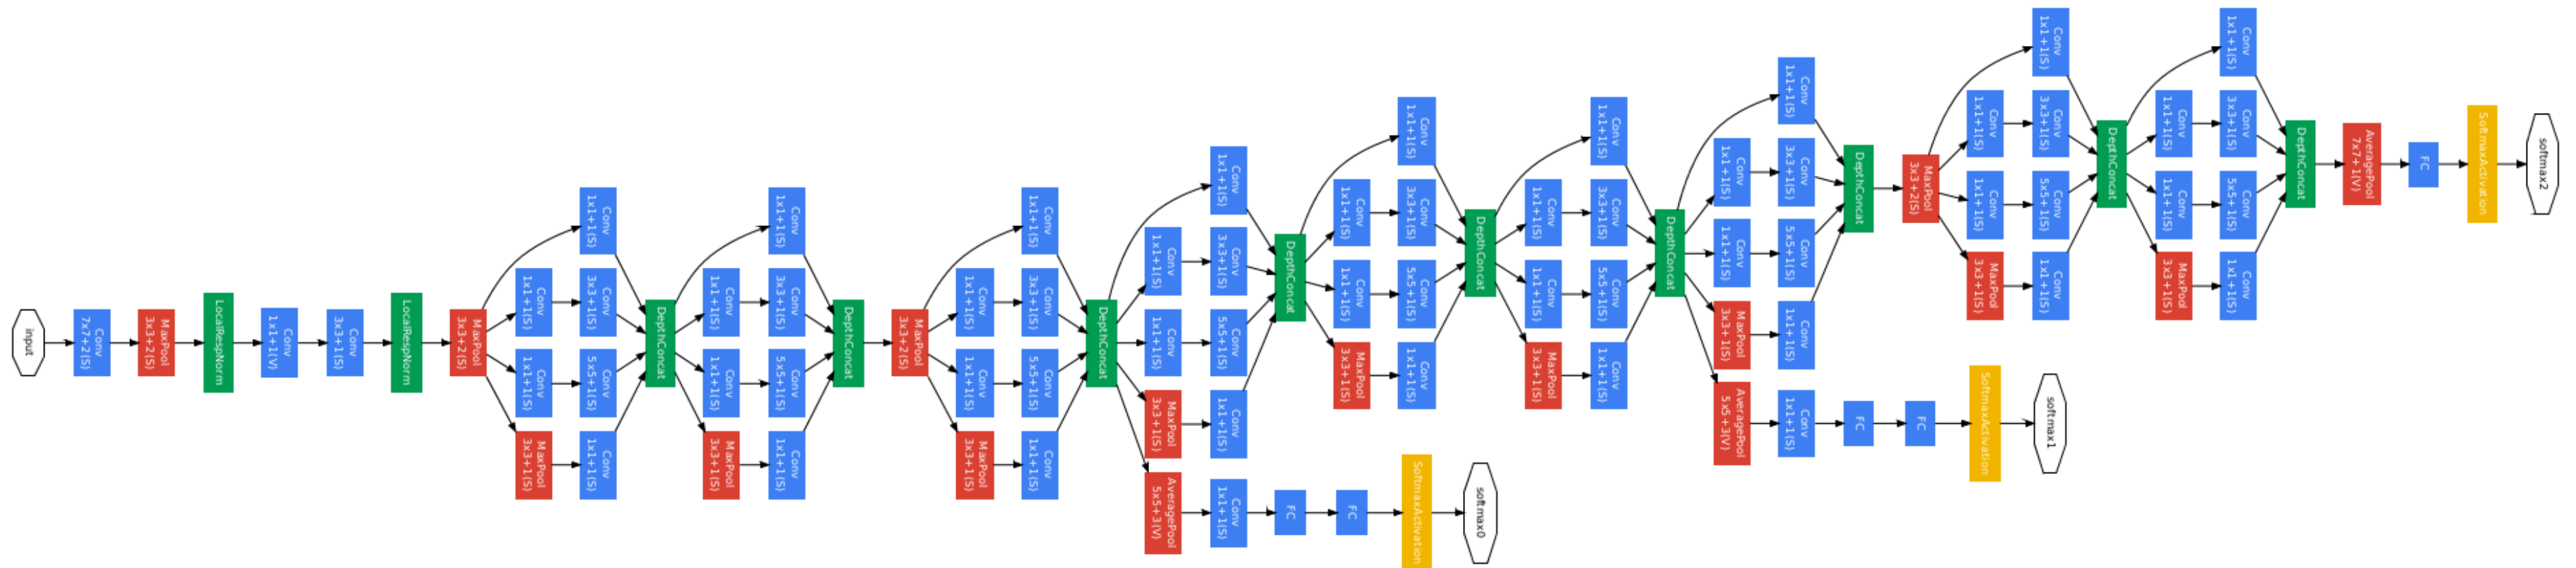 input
Conv
7x7+2(S)
MaxPool
3x3+2(S)
LocalRespNorm
Conv
1x1+1(V)
Conv
3x3+1(S)
LocalRespNorm
MaxPool
3x3+2(S)
Conv
1x1+1(S)
Conv
1x1+1(S)
MaxPool
3x3+1(S)
Conv
1x1+1(S)
Conv
3x3+1(S)
Conv
5x5+1(S)
Conv
1x1+1(S)
DepthConcat
Conv
1x1+1(S)
Conv
1x1+1(S)
MaxPool
3x3+1(S)
Conv
1x1+1(S)
Conv
3x3+1(S)
Conv
5x5+1(S)
Conv
1x1+1(S)
DepthConcat
MaxPool
3x3+2(S)
Conv
1x1+1(S)
Conv
1x1+1(S)
MaxPool
3x3+1(S)
Conv
1x1+1(S)
Conv
3x3+1(S)
Conv
5x5+1(S)
Conv
1x1+1(S)
DepthConcat
Conv
1x1+1(S)
Conv
1x1+1(S)
MaxPool
3x3+1(S)
AveragePool
5x5+3(V)
Conv
1x1+1(S)
Conv
3x3+1(S)
Conv
5x5+1(S)
Conv
1x1+1(S)
Conv
1x1+1(S)
DepthConcat
FC
FC
SoftmaxActivation
softmax0
Conv
1x1+1(S)
Conv
1x1+1(S)
MaxPool
3x3+1(S)
Conv
1x1+1(S)
Conv
3x3+1(S)
Conv
5x5+1(S)
Conv
1x1+1(S)
DepthConcat
Conv
1x1+1(S)
Conv
1x1+1(S)
MaxPool
3x3+1(S)
Conv
1x1+1(S)
Conv
3x3+1(S)
Conv
5x5+1(S)
Conv
1x1+1(S)
DepthConcat
Conv
1x1+1(S)
Conv
1x1+1(S)
MaxPool
3x3+1(S)
AveragePool
5x5+3(V)
Conv
1x1+1(S)
Conv
3x3+1(S)
Conv
5x5+1(S)
Conv
1x1+1(S)
Conv
1x1+1(S)
DepthConcat
FC
FC
SoftmaxActivation
softmax1
MaxPool
3x3+2(S)
Conv
1x1+1(S)
Conv
1x1+1(S)
MaxPool
3x3+1(S)
Conv
1x1+1(S)
Conv
3x3+1(S)
Conv
5x5+1(S)
Conv
1x1+1(S)
DepthConcat
Conv
1x1+1(S)
Conv
1x1+1(S)
MaxPool
3x3+1(S)
Conv
1x1+1(S)
Conv
3x3+1(S)
Conv
5x5+1(S)
Conv
1x1+1(S)
DepthConcat
AveragePool
7x7+1(V)
FC
SoftmaxActivation
softmax2